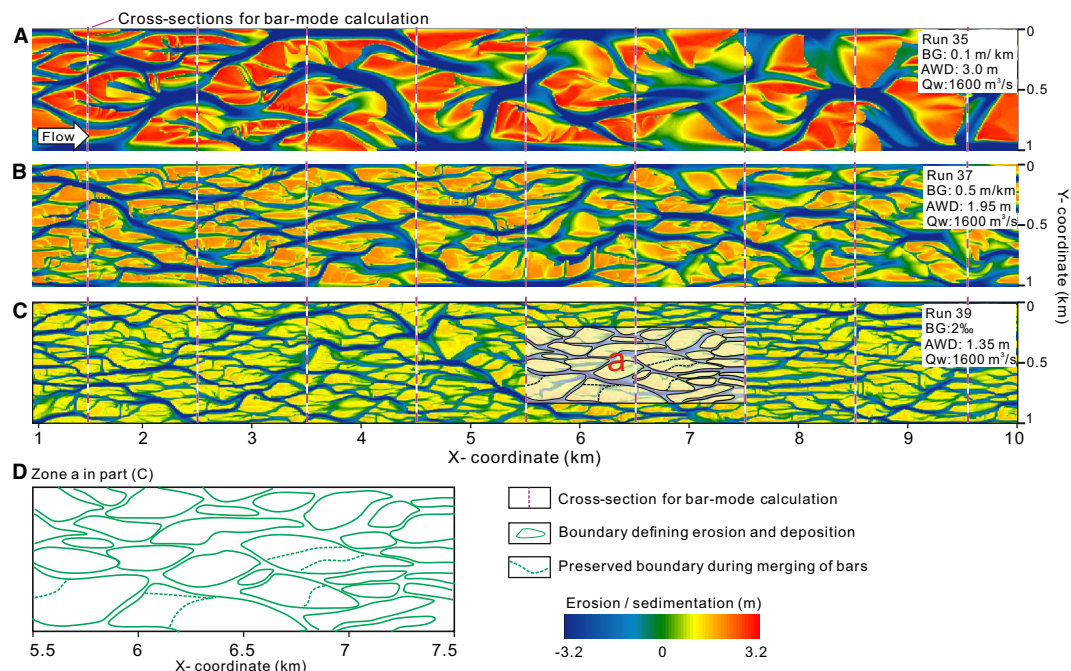 Cross-sections for bar-mode calculation
A
Run 35
BG: 0.1 m/ km
AWD: 3.0 m
Qw:1600 m³/s
Flow
0
0.5
1
B
Run 37
BG: 0.5 m/km
AWD: 1.95 m
Qw:1600 m³/s
0
0.5
1
Y- coordinate (km)
C
Run 39
BG:2‰
AWD: 1.35 m
Qw:1600 m³/s
a
0
0.5
1
1 2 3 4 5 6 7 8 9 10
X- coordinate (km)
D Zone a in part (C)
5.5 6 6.5 7 7.5
X- coordinate (km)
Cross-section for bar-mode calculation
Boundary defining erosion and deposition
Preserved boundary during merging of bars
Erosion / sedimentation (m)
-3.2 0 3.2